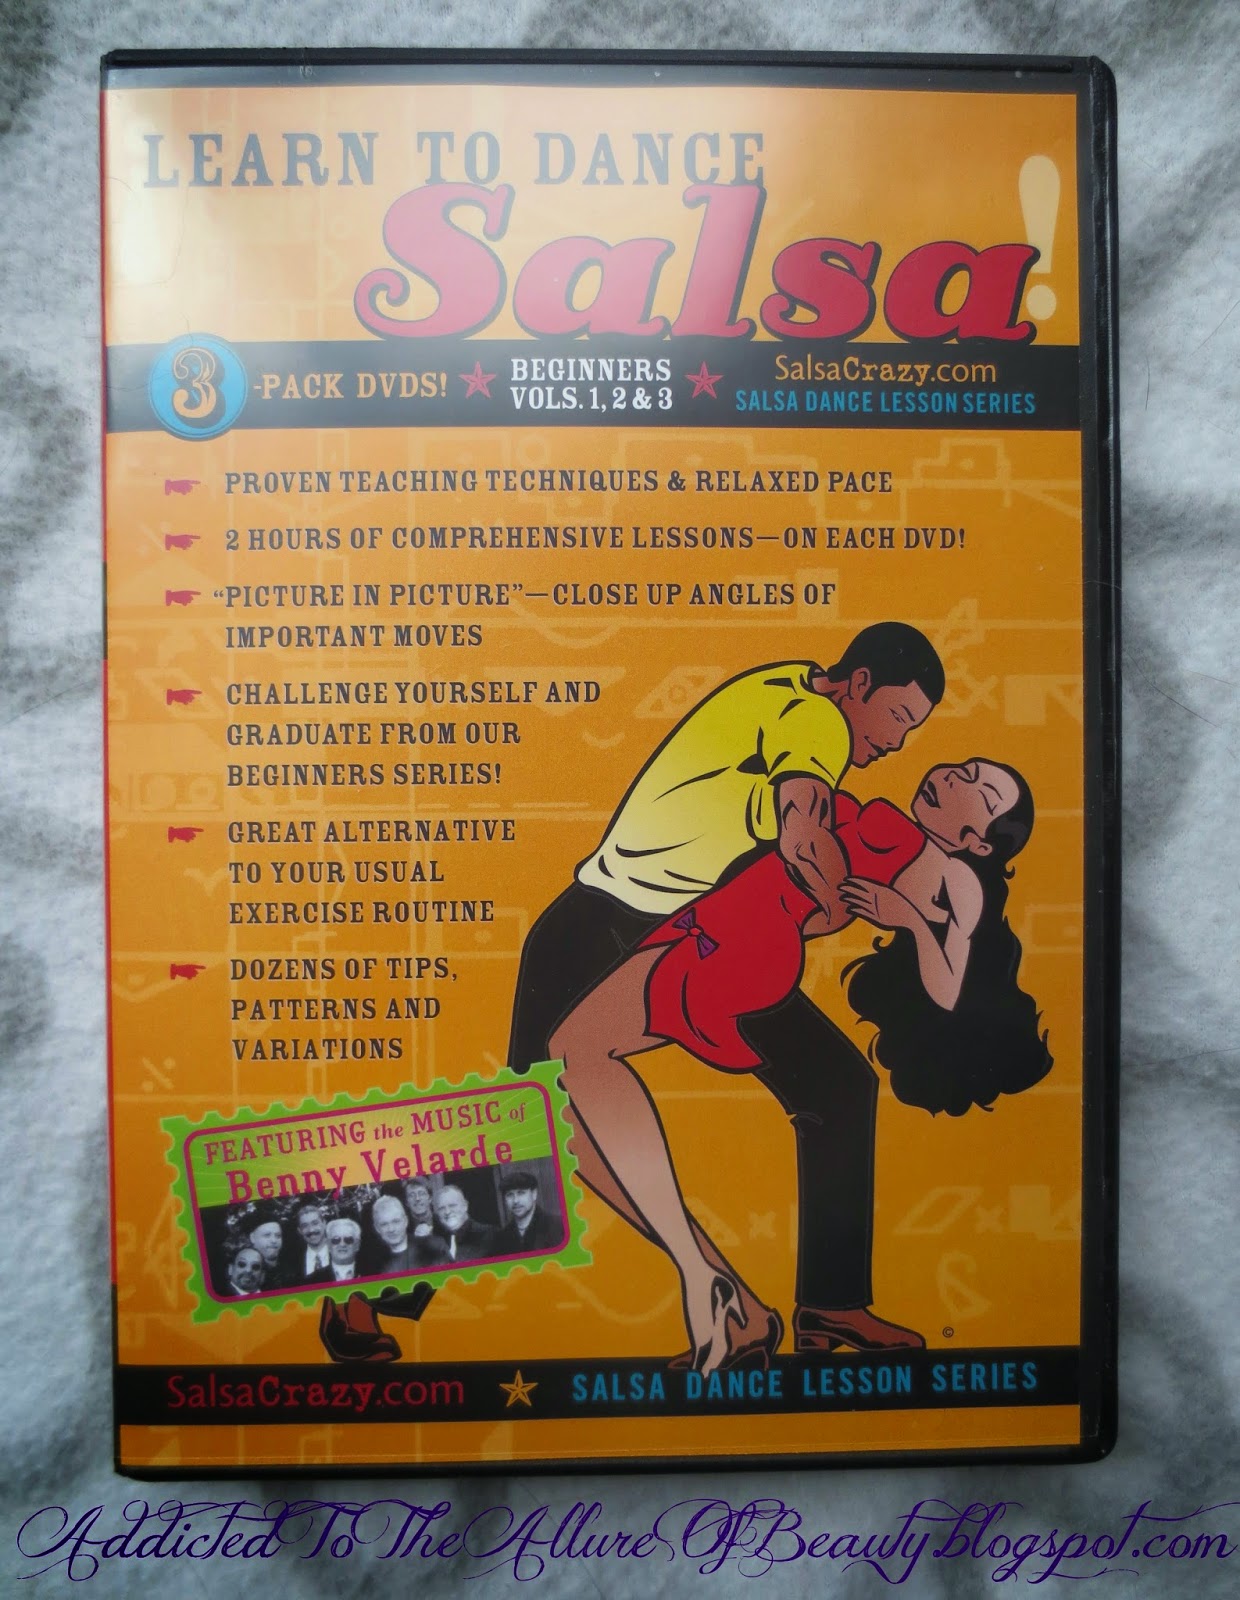 LEARN TO DANCE
Salsa!
3-PACK DVDS!
BEGINNERS
VOLS. 1, 2 & 3
SalsaCrazy.com
SALSA DANCE LESSON SERIES
PROVEN TEACHING TECHNIQUES & RELAXED PACE
2 HOURS OF COMPREHENSIVE LESSONS—ON EACH DVD!
“PICTURE IN PICTURE”—CLOSE UP ANGLES OF
IMPORTANT MOVES
CHALLENGE YOURSELF AND
GRADUATE FROM OUR
BEGINNERS SERIES!
GREAT ALTERNATIVE
TO YOUR USUAL
EXERCISE ROUTINE
DOZENS OF TIPS,
PATTERNS AND
VARIATIONS
FEATURING the MUSIC of
Benny Velarde
©
SalsaCrazy.com
SALSA DANCE LESSON SERIES
AddictedToTheAllureOfBeauty.blogspot.com